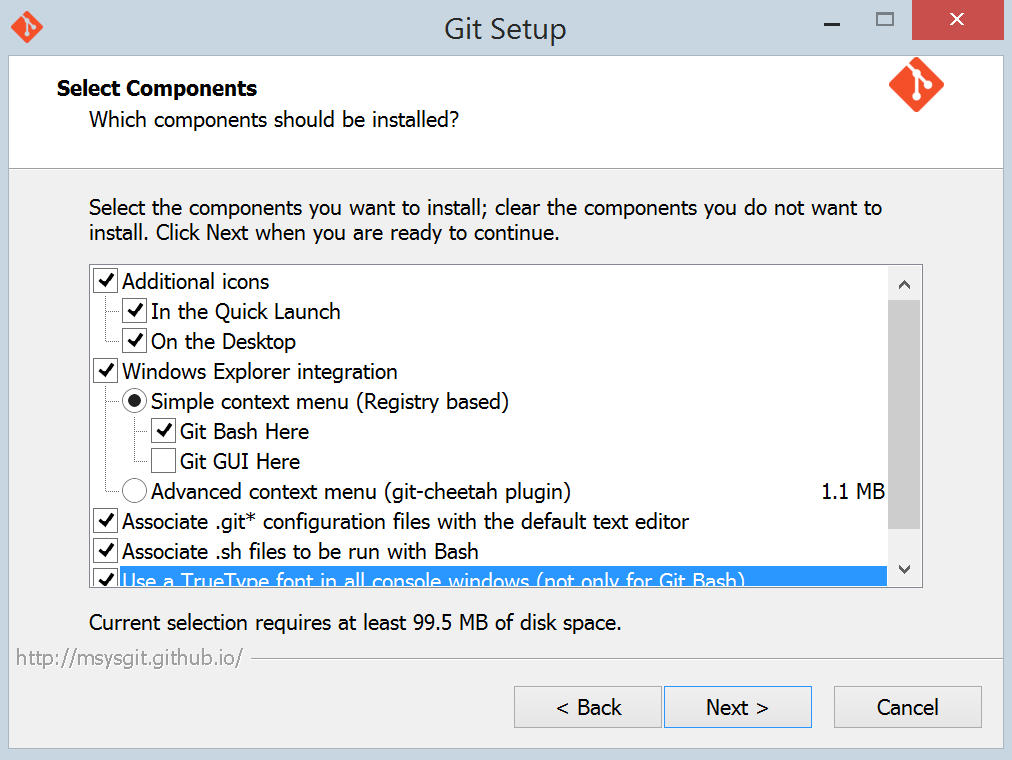 Git Setup
Select Components
Which components should be installed?
Select the components you want to install; clear the components you do not want to
install. Click Next when you are ready to continue.
Additional icons
In the Quick Launch
On the Desktop
Windows Explorer integration
Simple context menu (Registry based)
Git Bash Here
Git GUI Here
Advanced context menu (git-cheetah plugin) 1.1 MB
Associate .git* configuration files with the default text editor
Associate .sh files to be run with Bash
Use a TrueType font in all console windows (not only for Git Bash)
Current selection requires at least 99.5 MB of disk space.
http://msysgit.github.io/
< Back Next > Cancel